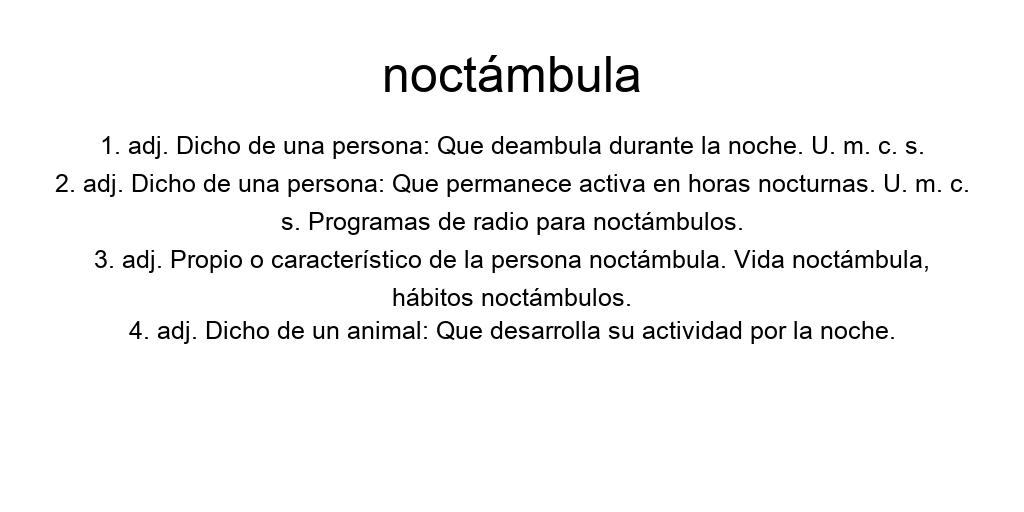 noctámbula
1. adj. Dicho de una persona: Que deambula durante la noche. U. m. c. s.
2. adj. Dicho de una persona: Que permanece activa en horas nocturnas. U. m. c.
s. Programas de radio para noctámbulos.
3. adj. Propio o característico de la persona noctámbula. Vida noctámbula,
hábitos noctámbulos.
4. adj. Dicho de un animal: Que desarrolla su actividad por la noche.